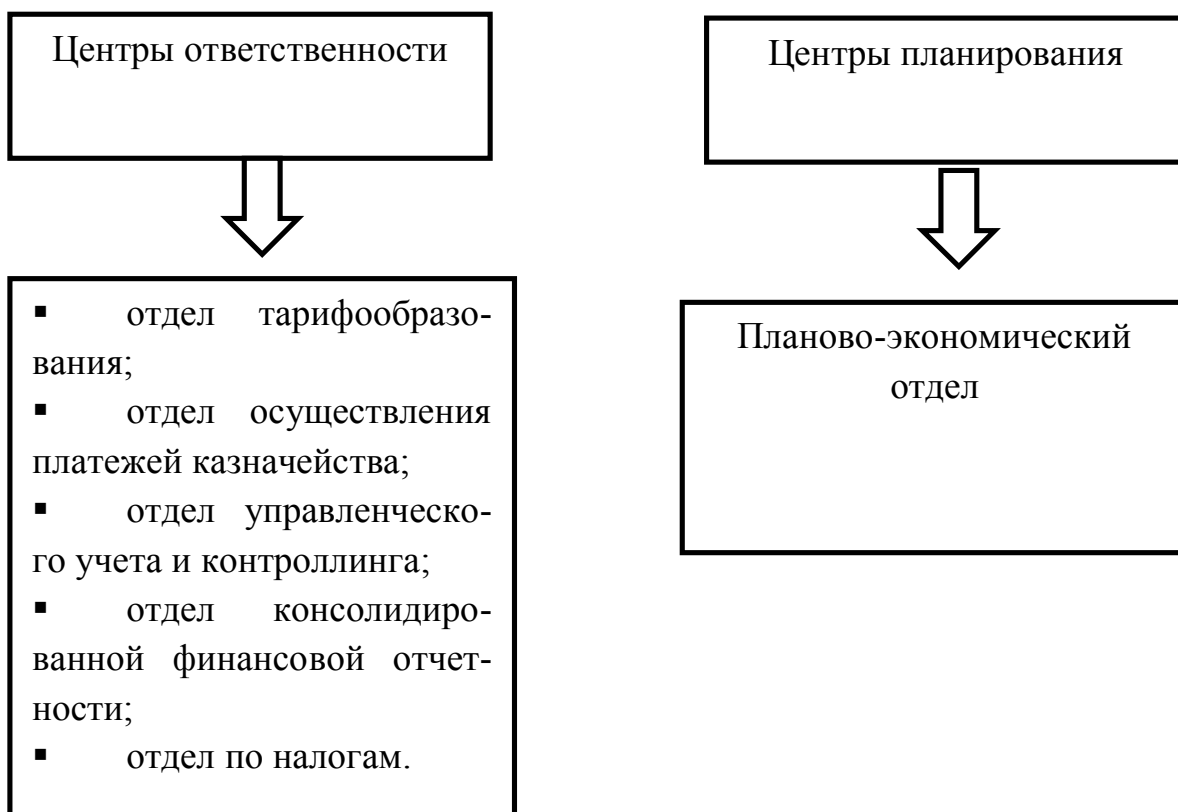 Центры ответственности
▪ отдел тарифообразо-
вания;
▪ отдел осуществления
платежей казначейства;
▪ отдел управленческо-
го учета и контроллинга;
▪ отдел консолидиро-
ванной финансовой отчет-
ности;
▪ отдел по налогам.
Центры планирования
Планово-экономический
отдел